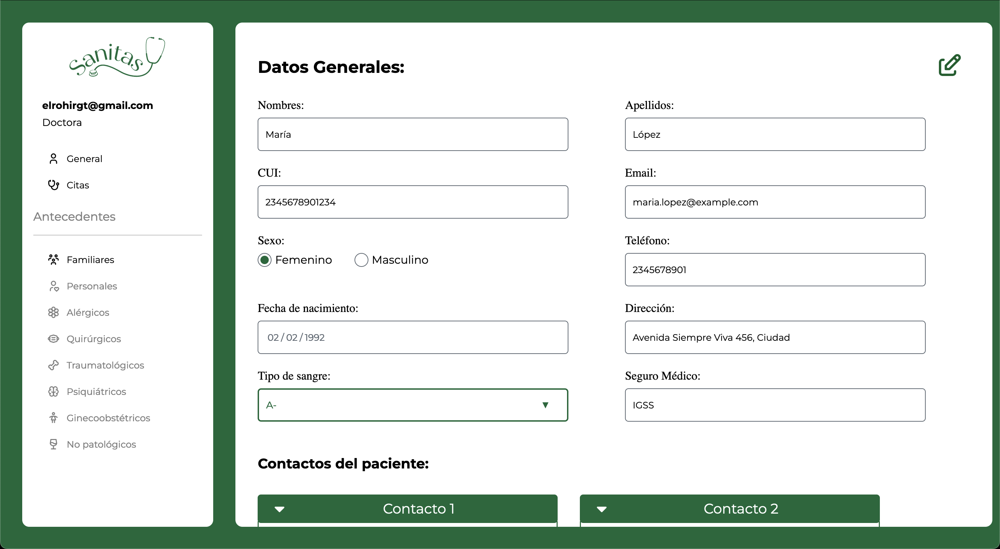 Sanitas
elrohirgt@gmail.com
Doctora
General
Citas
Antecedentes
Familiares
Personales
Alérgicos
Quirúrgicos
Traumatológicos
Psiquiátricos
Ginecoobstétricos
No patológicos
Datos Generales:
Nombres:
María
Apellidos:
López
CUI:
2345678901234
Email:
maria.lopez@example.com
Sexo:
Femenino Masculino
Teléfono:
2345678901
Fecha de nacimiento:
02 / 02 / 1992
Dirección:
Avenida Siempre Viva 456, Ciudad
Tipo de sangre:
A-
Seguro Médico:
IGSS
Contactos del paciente:
Contacto 1
Contacto 2